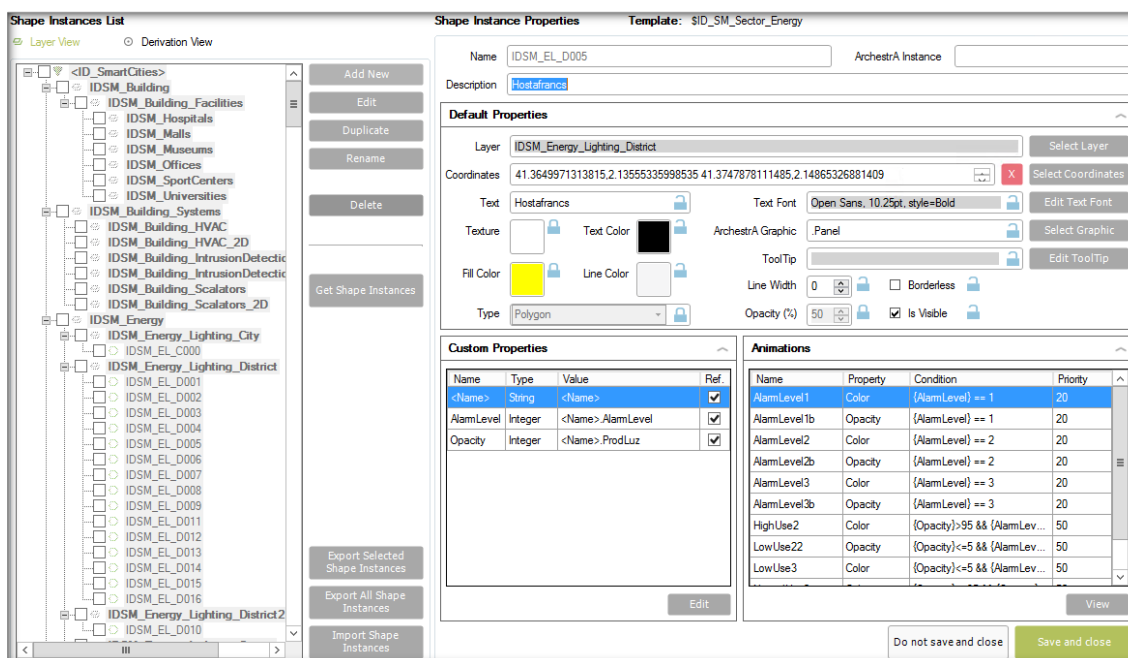 Shape Instances List
Layer View
Derivation View
<ID_SmartCities>
IDSM_Building
IDSM_Building_Facilities
IDSM_Hospitals
IDSM_Malls
IDSM_Museums
IDSM_Offices
IDSM_SportCenters
IDSM_Universities
IDSM_Building_Systems
IDSM_Building_HVAC
IDSM_Building_HVAC_2D
IDSM_Building_IntrusionDetectic
IDSM_Building_IntrusionDetectic
IDSM_Building_Scalators
IDSM_Building_Scalators_2D
IDSM_Energy
IDSM_Energy_Lighting_City
IDSM_EL_C000
IDSM_Energy_Lighting_District
IDSM_EL_D001
IDSM_EL_D002
IDSM_EL_D003
IDSM_EL_D004
IDSM_EL_D005
IDSM_EL_D006
IDSM_EL_D007
IDSM_EL_D008
IDSM_EL_D009
IDSM_EL_D011
IDSM_EL_D012
IDSM_EL_D013
IDSM_EL_D014
IDSM_EL_D015
IDSM_EL_D016
IDSM_Energy_Lighting_District2
IDSM_EL_D010
Add New
Edit
Duplicate
Rename
Delete
Get Shape Instances
Export Selected
Shape Instances
Export All Shape
Instances
Import Shape
Instances
Shape Instance Properties Template: $ID_SM_Sector_Energy
Name IDSM_EL_D005 ArchestrA Instance
Description Hostafrancs
Default Properties
Layer IDSM_Energy_Lighting_District Select Layer
Coordinates 41.3649971313815,2.13555335998535 41.3747878111485,2.14865326881409 X Select Coordinates
Text Hostafrancs Text Font Open Sans, 10.25pt, style=Bold Edit Text Font
Texture Text Color ArchestrA Graphic .Panel Select Graphic
ToolTip Edit ToolTip
Fill Color Line Color Line Width 0 Borderless
Type Polygon Opacity (%) 50 Is Visible
Custom Properties
Name Type Value Ref.
<Name> String <Name>
AlarmLevel Integer <Name>.AlarmLevel
Opacity Integer <Name>.ProdLuz
Edit
Animations
Name Property Condition Priority
AlarmLevel1 Color {AlarmLevel} == 1 20
AlarmLevel1b Opacity {AlarmLevel} == 1 20
AlarmLevel2 Color {AlarmLevel} == 2 20
AlarmLevel2b Opacity {AlarmLevel} == 2 20
AlarmLevel3 Color {AlarmLevel} == 3 20
AlarmLevel3b Opacity {AlarmLevel} == 3 20
HighUse2 Color {Opacity}>95 && {AlarmLev... 50
LowUse22 Opacity {Opacity}<=5 && {AlarmLev... 50
LowUse3 Color {Opacity}<=5 && {AlarmLev... 50
View
Do not save and close
Save and close